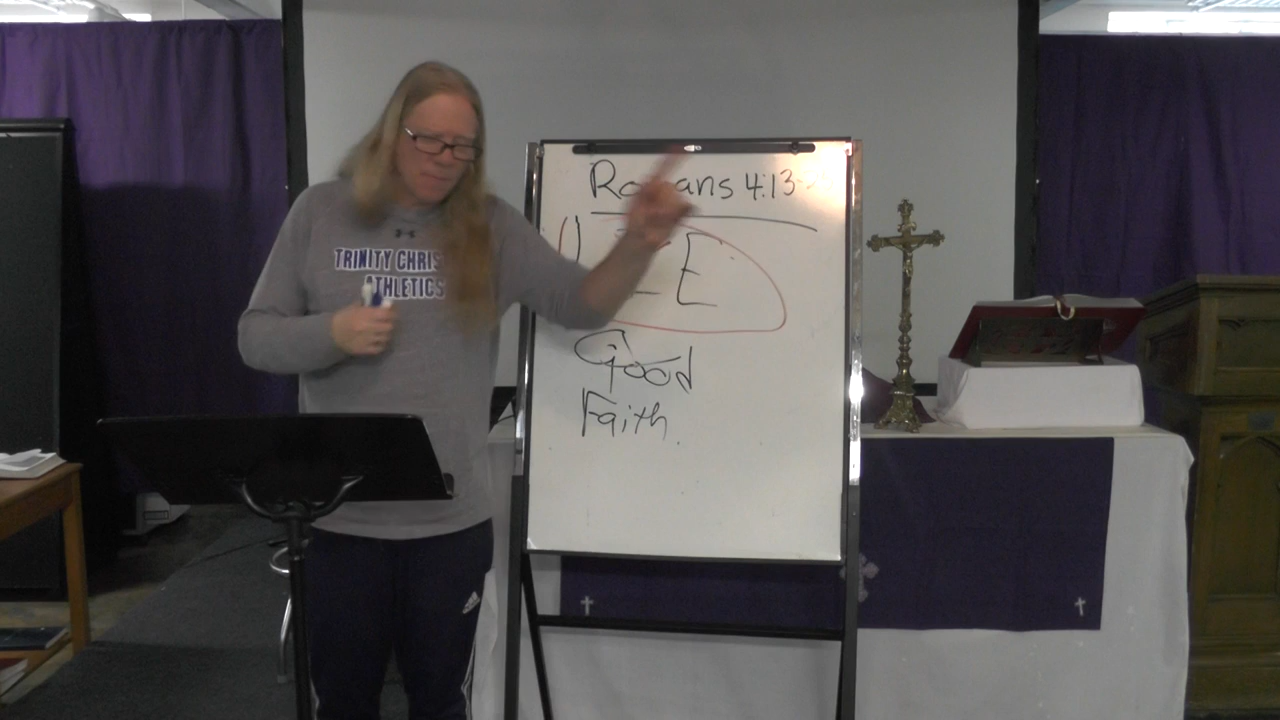 Romans 4:13-
Good
Faith.
TRINITY CHRIS
ATHLETICS